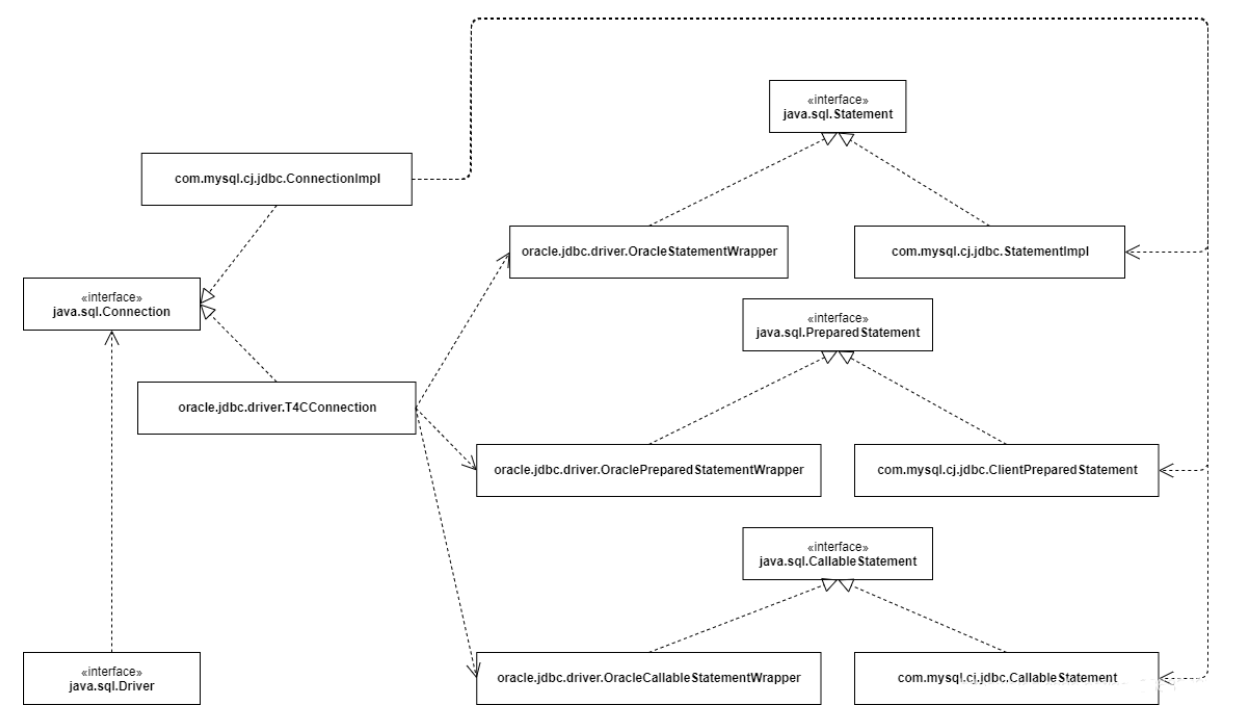 «interface»
java.sql.Statement
com.mysql.cj.jdbc.ConnectionImpl
oracle.jdbc.driver.OracleStatementWrapper
com.mysql.cj.jdbc.StatementImpl
«interface»
java.sql.Connection
«interface»
java.sql.PreparedStatement
oracle.jdbc.driver.T4CConnection
oracle.jdbc.driver.OraclePreparedStatementWrapper
com.mysql.cj.jdbc.ClientPreparedStatement
«interface»
java.sql.CallableStatement
«interface»
java.sql.Driver
oracle.jdbc.driver.OracleCallableStatementWrapper
com.mysql.cj.jdbc.CallableStatement